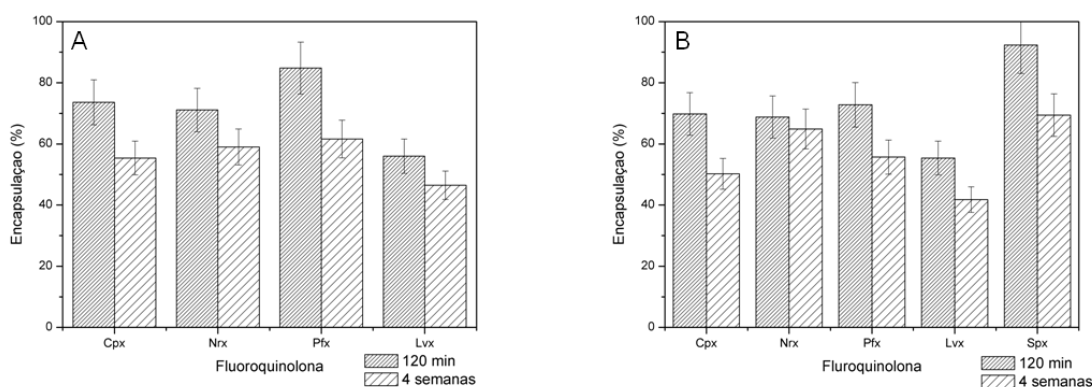 A
100
80
60
40
20
0
Encapsulaçao (%)
Cpx Nrx Pfx Lvx
Fluoroquinolona
120 min
4 semanas
B
100
80
60
40
20
0
Encapsulaçao (%)
Cpx Nrx Pfx Lvx Spx
Fluroquinolona
120 min
4 semanas